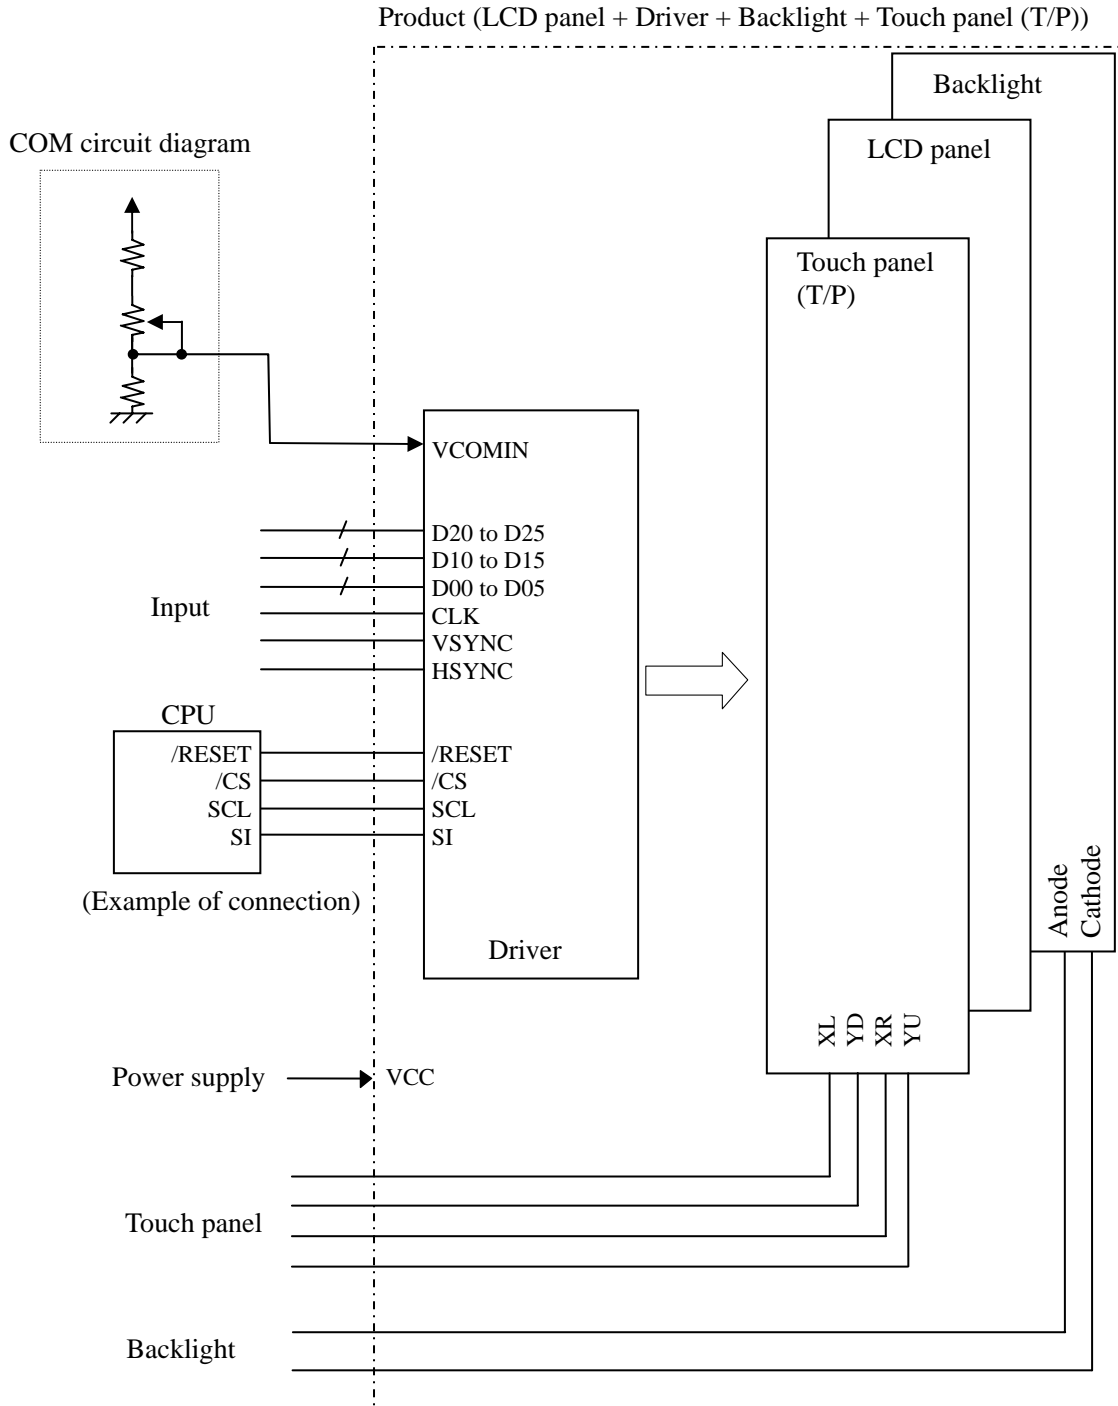 Product (LCD panel + Driver + Backlight + Touch panel (T/P))
Backlight
COM circuit diagram
LCD panel
Touch panel
(T/P)
VCOMIN
D20 to D25
D10 to D15
D00 to D05
Input
CLK
VSYNC
HSYNC
CPU
/RESET
/CS
SCL
SI
/RESET
/CS
SCL
SI
(Example of connection)
Driver
Anode
Cathode
XL
YD
XR
YU
Power supply
VCC
Touch panel
Backlight